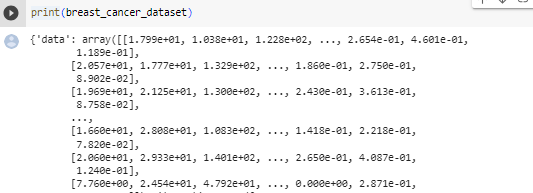 print(breast_cancer_dataset)
{'data': array([[1.799e+01, 1.038e+01, 1.228e+02, ..., 2.654e-01, 4.601e-01,
1.189e-01],
[2.057e+01, 1.777e+01, 1.329e+02, ..., 1.860e-01, 2.750e-01,
8.902e-02],
[1.969e+01, 2.125e+01, 1.300e+02, ..., 2.430e-01, 3.613e-01,
8.758e-02],
...,
[1.660e+01, 2.808e+01, 1.083e+02, ..., 1.418e-01, 2.218e-01,
7.820e-02],
[2.060e+01, 2.933e+01, 1.401e+02, ..., 2.650e-01, 4.087e-01,
1.240e-01],
[7.760e+00, 2.454e+01, 4.792e+01, ..., 0.000e+00, 2.871e-01,